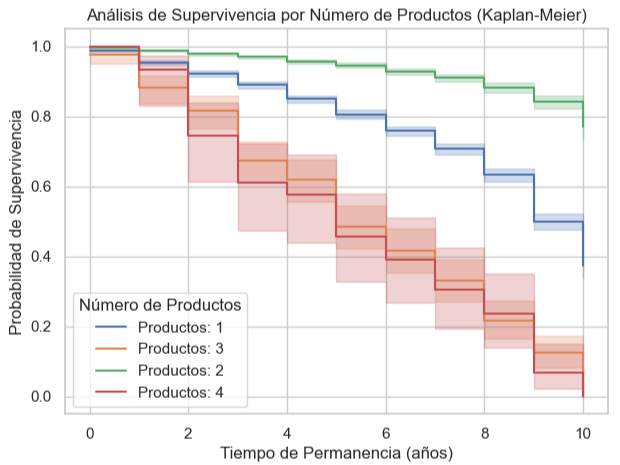 Análisis de Supervivencia por Número de Productos (Kaplan-Meier)
Probabilidad de Supervivencia
1.0
0.8
0.6
0.4
0.2
0.0
Número de Productos
Productos: 1
Productos: 3
Productos: 2
Productos: 4
0 2 4 6 8 10
Tiempo de Permanencia (años)